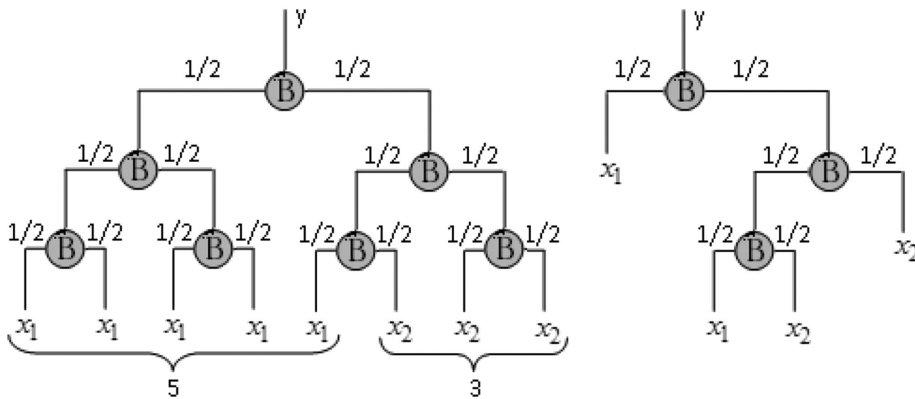 y y
1/2 1/2 1/2 1/2
B B
1/2 1/2 1/2 1/2 1/2 1/2
B B B
x1
1/2 1/2 1/2 1/2 1/2 1/2 1/2 1/2 1/2
B B B B B
x2
x1 x1 x1 x1 x1 x2 x2 x2 x1 x2
5 3